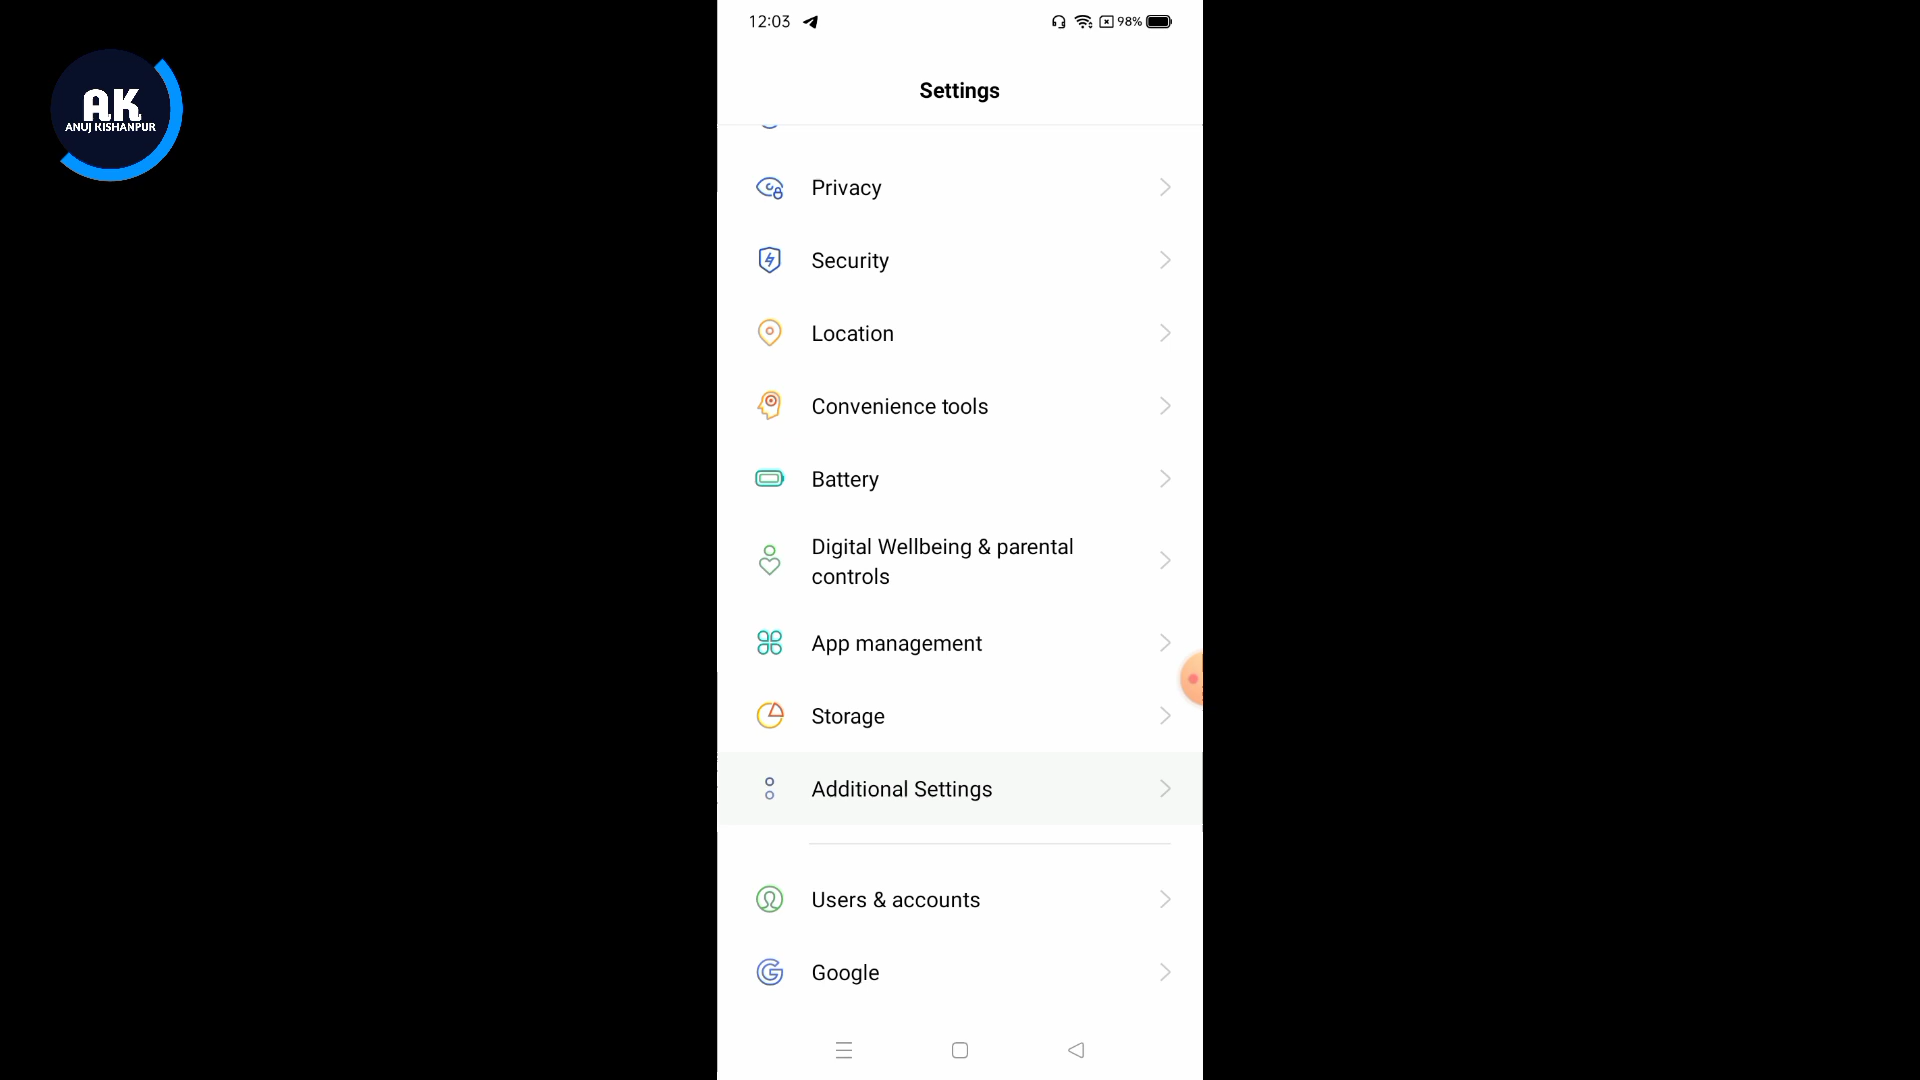 AK
ANUJ KISHANPUR
12:03
98%
Settings
Privacy
Security
Location
Convenience tools
Battery
Digital Wellbeing & parental
controls
App management
Storage
Additional Settings
Users & accounts
Google